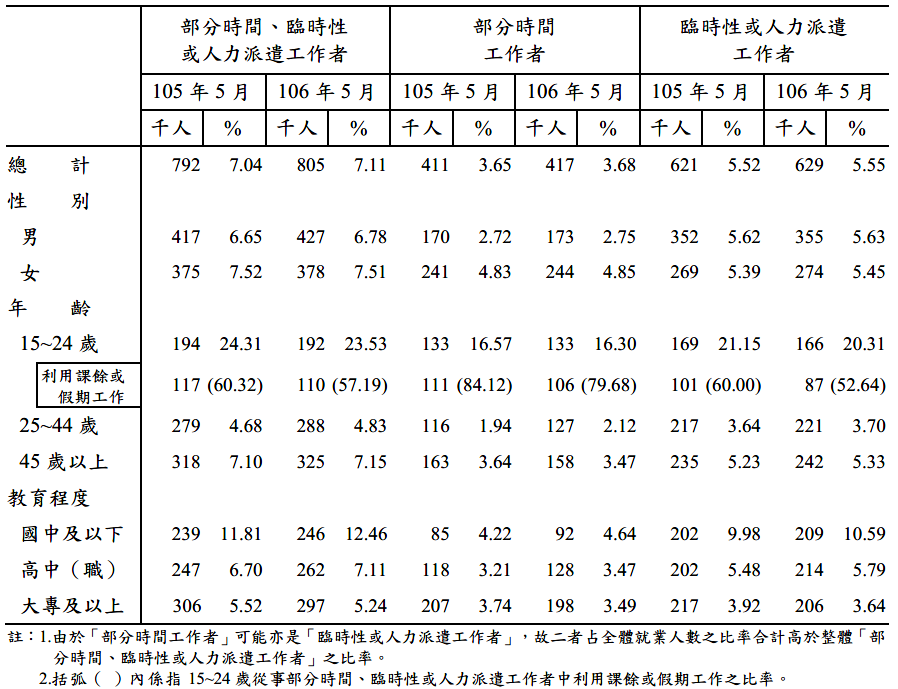 部分時間、臨時性 部分時間 臨時性或人力派遣
或人力派遣工作者 工作者 工作者
105 年 5 月 106 年 5 月 105 年 5 月 106 年 5 月 105 年 5 月 106 年 5 月
千人 % 千人 % 千人 % 千人 % 千人 % 千人 %
總計 792 7.04 805 7.11 411 3.65 417 3.68 621 5.52 629 5.55
性別
男 417 6.65 427 6.78 170 2.72 173 2.75 352 5.62 355 5.63
女 375 7.52 378 7.51 241 4.83 244 4.85 269 5.39 274 5.45
年齡
15~24 歲 194 24.31 192 23.53 133 16.57 133 16.30 169 21.15 166 20.31
利用課餘或
假期工作 117 (60.32) 110 (57.19) 111 (84.12) 106 (79.68) 101 (60.00) 87 (52.64)
25~44 歲 279 4.68 288 4.83 116 1.94 127 2.12 217 3.64 221 3.70
45 歲以上 318 7.10 325 7.15 163 3.64 158 3.47 235 5.23 242 5.33
教育程度
國中及以下 239 11.81 246 12.46 85 4.22 92 4.64 202 9.98 209 10.59
高中（職） 247 6.70 262 7.11 118 3.21 128 3.47 202 5.48 214 5.79
大專及以上 306 5.52 297 5.24 207 3.74 198 3.49 217 3.92 206 3.64
註：1.由於「部分時間工作者」可能亦是「臨時性或人力派遣工作者」，故二者占全體就業人數之比率合計高於整體「部
分時間、臨時性或人力派遣工作者」之比率。
2.括弧（ ）內係指 15~24 歲從事部分時間、臨時性或人力派遣工作者中利用課餘或假期工作之比率。